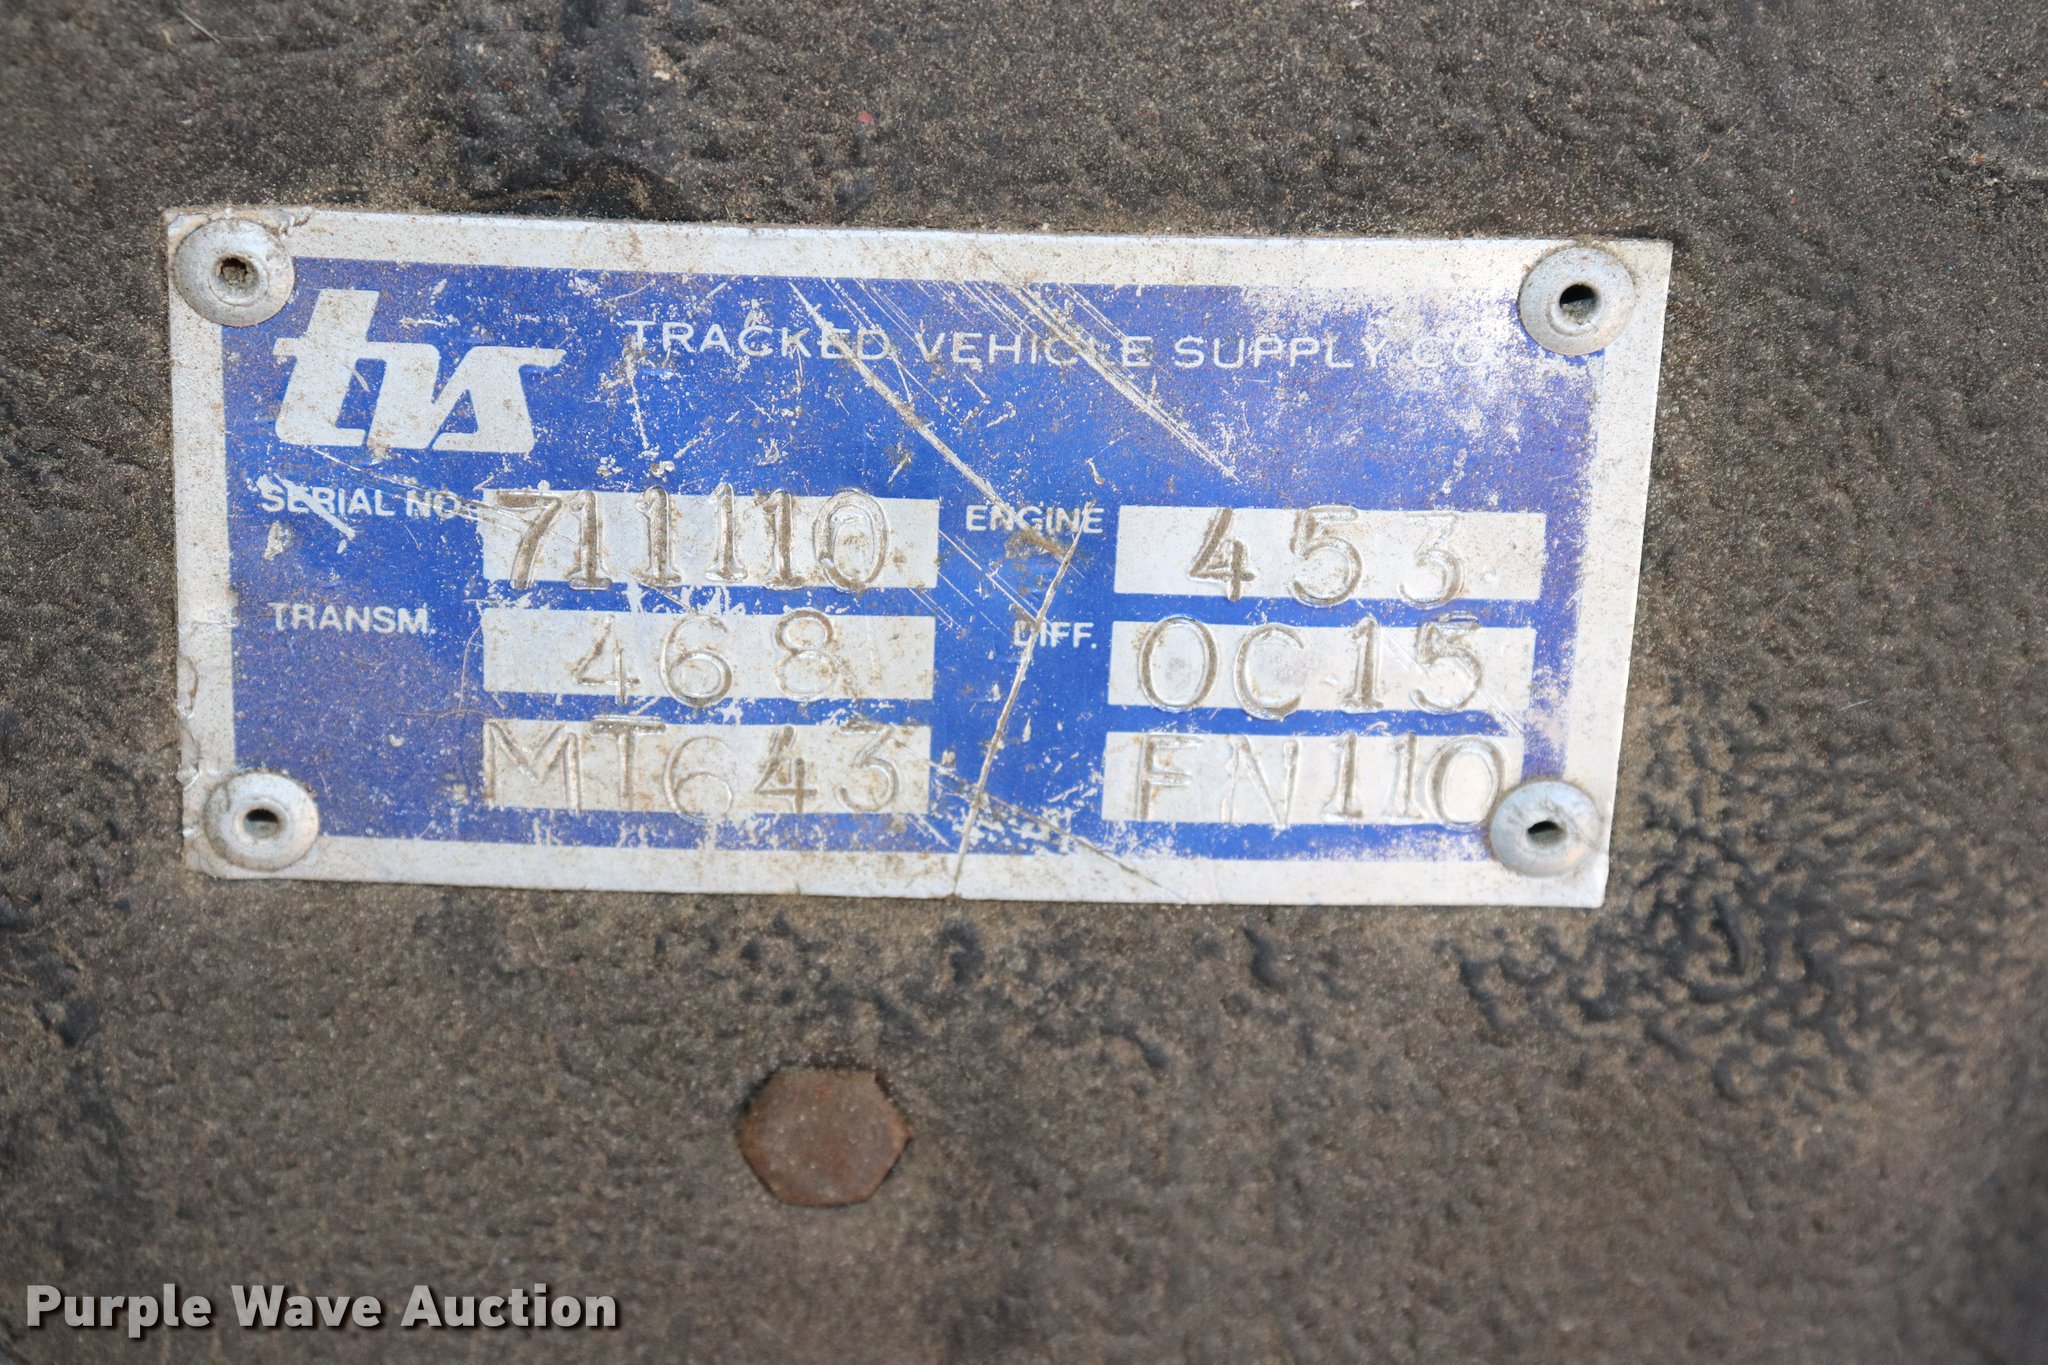 tvs
TRACKED VEHICLE SUPPLY CO
SERIAL NO. 711110 ENGINE 453
TRANSM. 468 DIFF. OC15
MT643 FN110
Purple Wave Auction